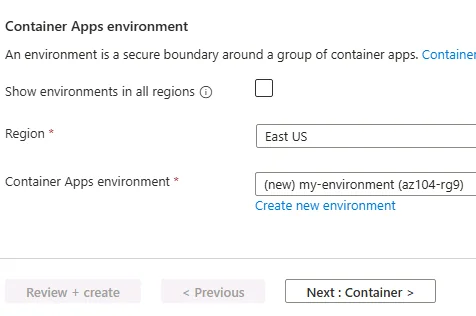 Container Apps environment
An environment is a secure boundary around a group of container apps. Container
Show environments in all regions
Region *
East US
Container Apps environment *
(new) my-environment (az104-rg9)
Create new environment
Review + create
< Previous
Next : Container >